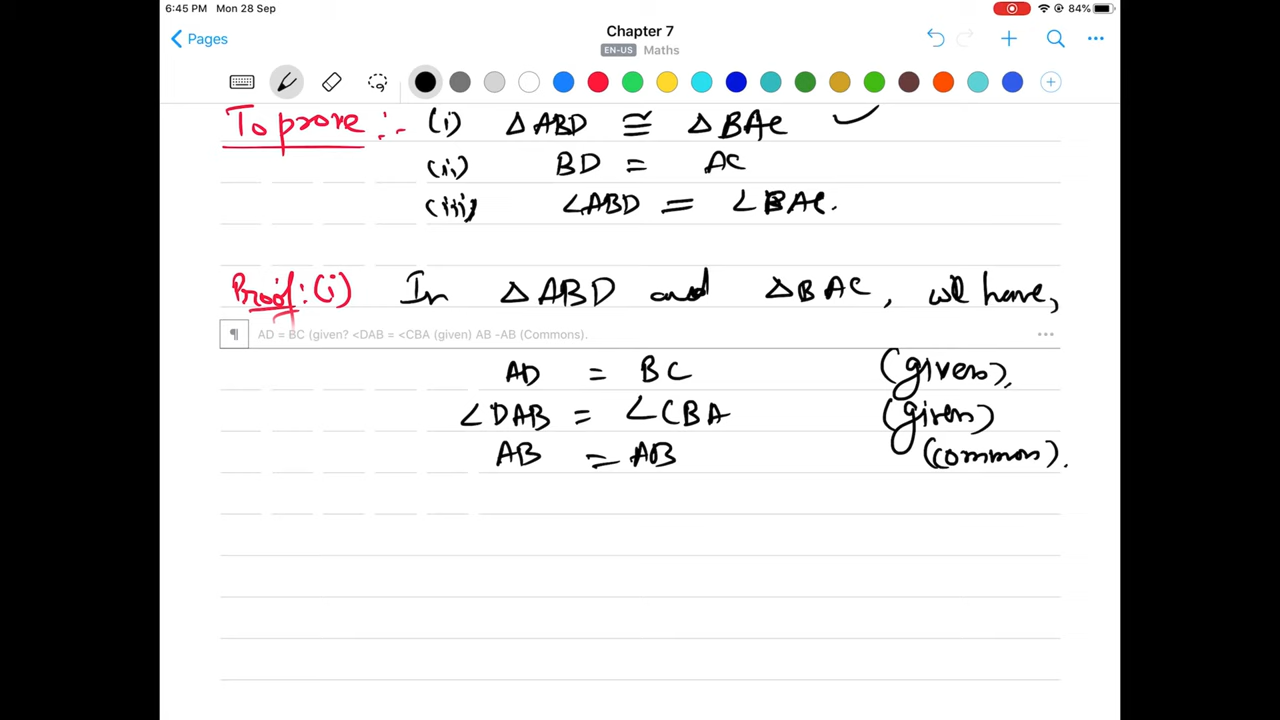 6:45 PM Mon 28 Sep 84%
Chapter 7
Pages
EN-US Maths
To prove :- (i) △ABD ≅ △BAC ✓
(ii) BD = AC
(iii) ∠ABD = ∠BAC.
Proof: (i) In △ABD and △BAC, we have,
¶ AD = BC (given? <DAB = <CBA (given) AB -AB (Commons).
AD = BC (given).
∠DAB = ∠CBA (given)
AB = AB (common).